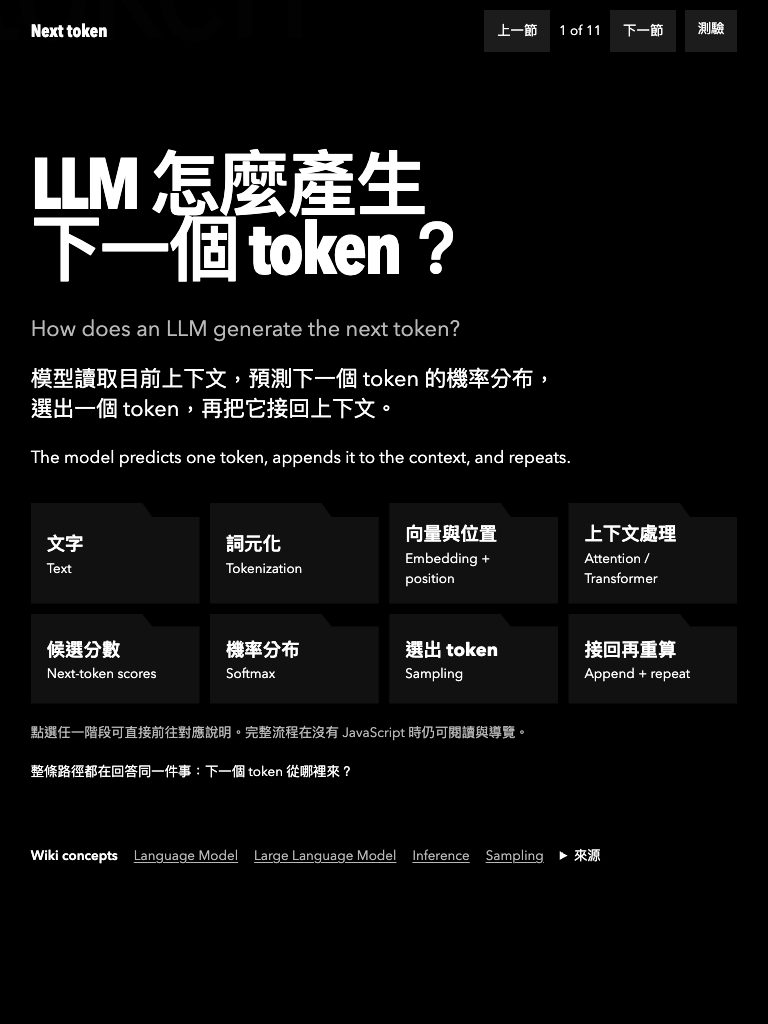 Next token
上一節
1 of 11
下一節
測驗
LLM 怎麼產生
下一個 token？
How does an LLM generate the next token?
模型讀取目前上下文，預測下一個 token 的機率分布，
選出一個 token，再把它接回上下文。
The model predicts one token, appends it to the context, and repeats.
文字
Text
詞元化
Tokenization
向量與位置
Embedding +
position
上下文處理
Attention /
Transformer
候選分數
Next-token scores
機率分布
Softmax
選出 token
Sampling
接回再重算
Append + repeat
點選任一階段可直接前往對應說明。完整流程在沒有 JavaScript 時仍可閱讀與導覽。
整條路徑都在回答同一件事：下一個 token 從哪裡來？
Wiki concepts Language Model Large Language Model Inference Sampling ▶ 來源